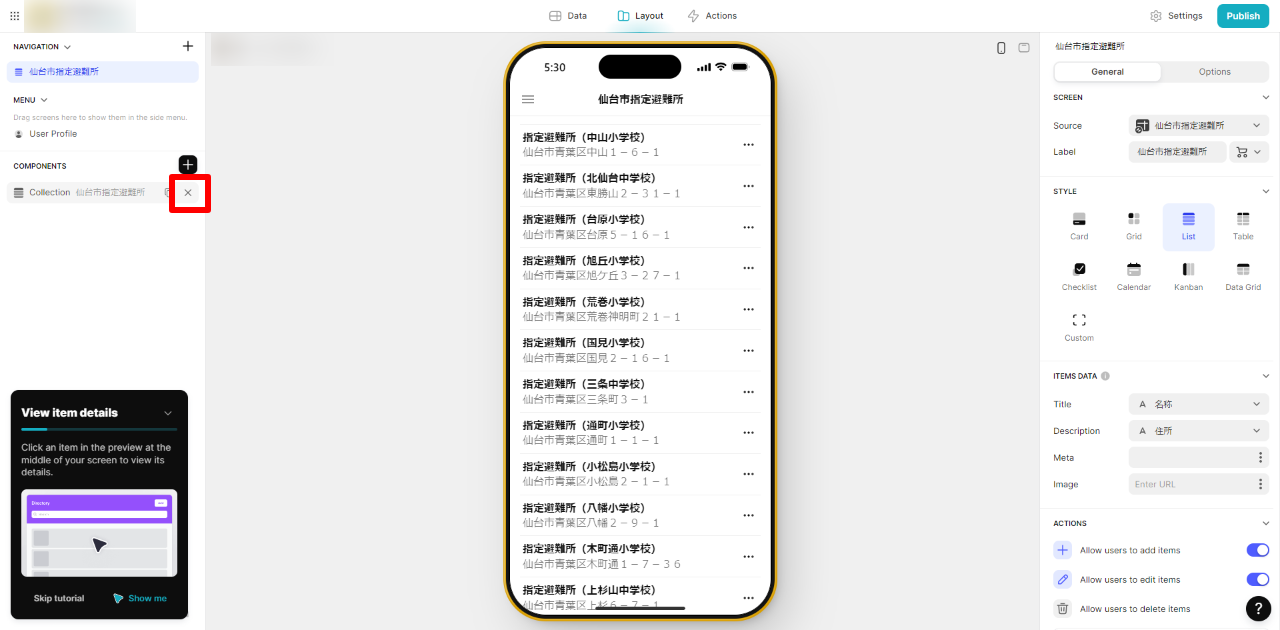 Data
Layout
Actions
Settings
Publish
NAVIGATION
仙台市指定避難所
MENU
Drag screens here to show them in the side menu.
User Profile
COMPONENTS
Collection 仙台市指定避難所
View item details
Click an item in the preview at the
middle of your screen to view its
details.
Directory
Skip tutorial
Show me
5:30
仙台市指定避難所
指定避難所（中山小学校）
仙台市青葉区中山１－６－１
指定避難所（北仙台中学校）
仙台市青葉区東勝山２－３１－１
指定避難所（台原小学校）
仙台市青葉区台原５－１６－１
指定避難所（旭丘小学校）
仙台市青葉区旭ケ丘３－２７－１
指定避難所（荒巻小学校）
仙台市青葉区荒巻神明町２１－１
指定避難所（国見小学校）
仙台市青葉区国見２－１６－１
指定避難所（三条中学校）
仙台市青葉区三条町３－１
指定避難所（通町小学校）
仙台市青葉区通町１－１－１
指定避難所（小松島小学校）
仙台市青葉区小松島２－１－１
指定避難所（八幡小学校）
仙台市青葉区八幡２－９－１
指定避難所（木町通小学校）
仙台市青葉区木町通１－７－３６
指定避難所（上杉山中学校）
仙台市青葉区上杉６－７－１
仙台市指定避難所
General
Options
SCREEN
Source 仙台市指定避難所
Label 仙台市指定避難所
STYLE
Card Grid List Table
Checklist Calendar Kanban Data Grid
Custom
ITEMS DATA
Title A 名称
Description A 住所
Meta
Image Enter URL
ACTIONS
Allow users to add items
Allow users to edit items
Allow users to delete items
?